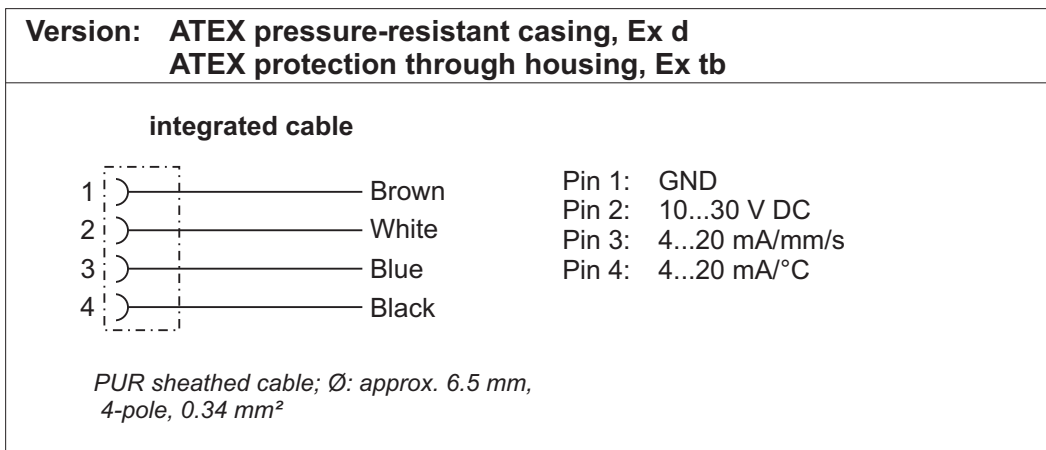 Version: ATEX pressure-resistant casing, Ex d
ATEX protection through housing, Ex tb
integrated cable
1 Brown
2 White
3 Blue
4 Black
Pin 1: GND
Pin 2: 10...30 V DC
Pin 3: 4...20 mA/mm/s
Pin 4: 4...20 mA/°C
PUR sheathed cable; Ø: approx. 6.5 mm,
4-pole, 0.34 mm²